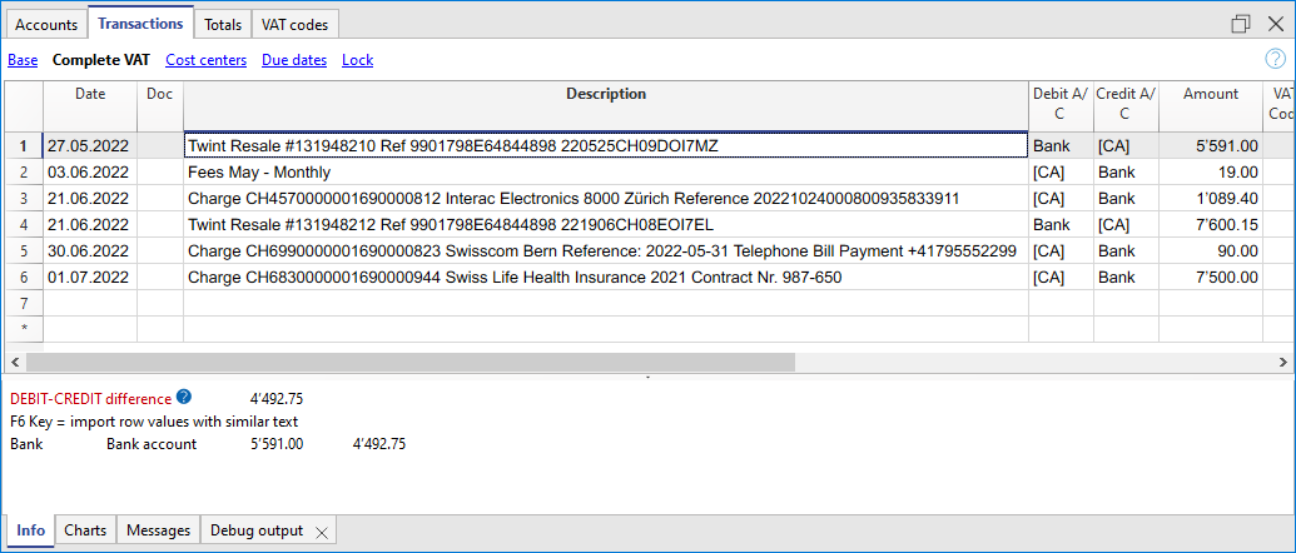 Accounts Transactions Totals VAT codes
Base Complete VAT Cost centers Due dates Lock
Date Doc Description Debit A/C Credit A/C Amount VAT Cod
1 27.05.2022 Twint Resale #131948210 Ref 9901798E64844898 220525CH09DOI7MZ Bank [CA] 5'591.00
2 03.06.2022 Fees May - Monthly [CA] Bank 19.00
3 21.06.2022 Charge CH4570000001690000812 Interac Electronics 8000 Zürich Reference 20221024000800935833911 [CA] Bank 1'089.40
4 21.06.2022 Twint Resale #131948212 Ref 9901798E64844898 221906CH08EOI7EL Bank [CA] 7'600.15
5 30.06.2022 Charge CH6990000001690000823 Swisscom Bern Reference: 2022-05-31 Telephone Bill Payment +41795552299 [CA] Bank 90.00
6 01.07.2022 Charge CH6830000001690000944 Swiss Life Health Insurance 2021 Contract Nr. 987-650 [CA] Bank 7'500.00
7
*
DEBIT-CREDIT difference ? 4'492.75
F6 Key = import row values with similar text
Bank Bank account 5'591.00 4'492.75
Info Charts Messages Debug output